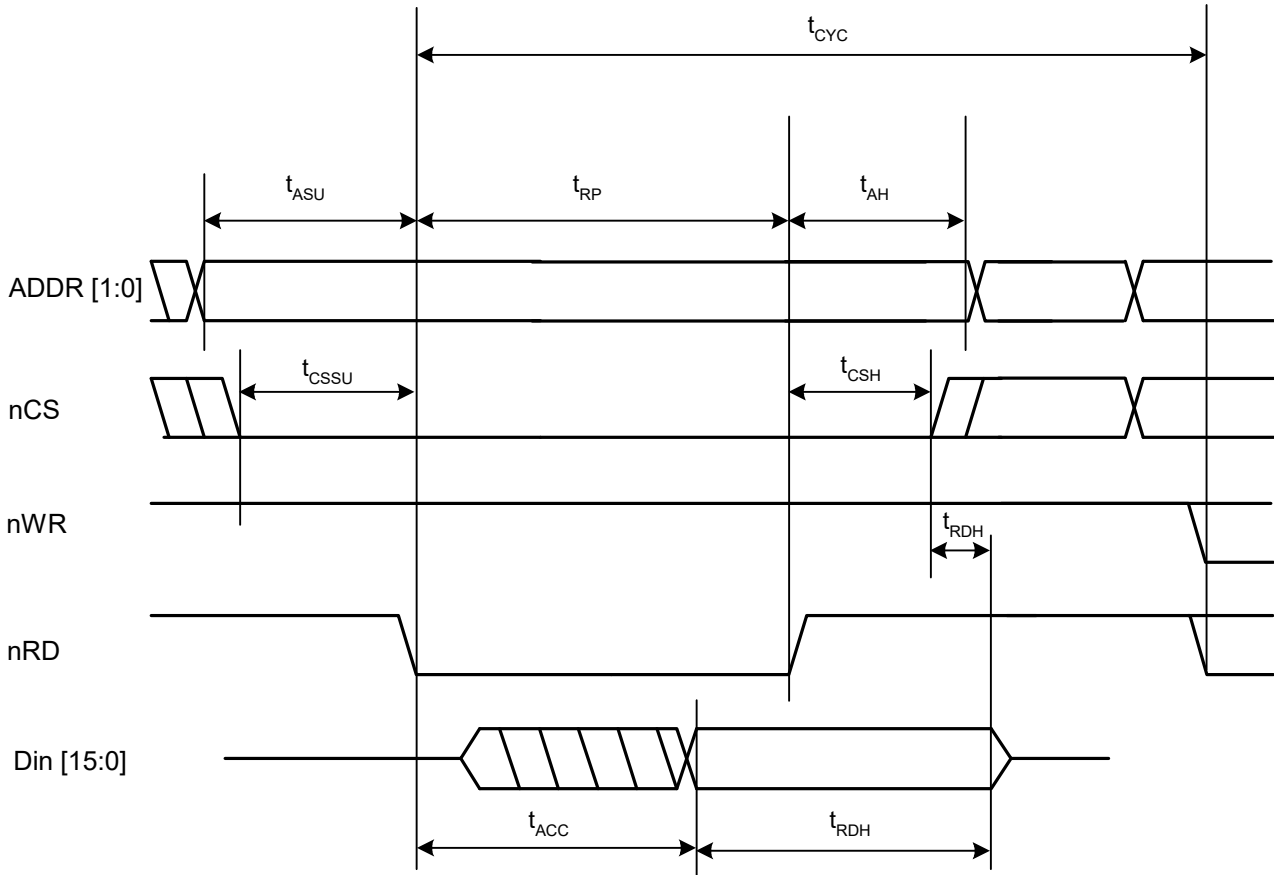 tCYC
tASU
tRP
tAH
ADDR [1:0]
tCSSU
tCSH
nCS
nWR
tRDH
nRD
Din [15:0]
tACC
tRDH